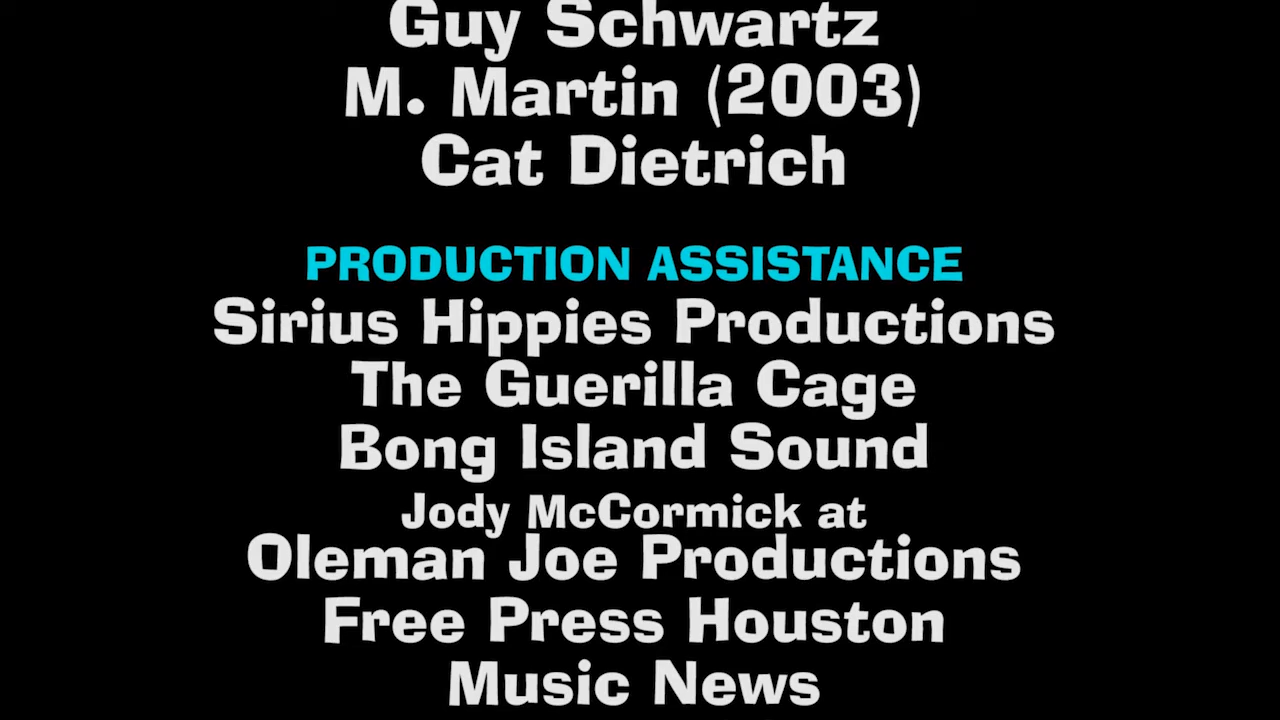 Guy Schwartz
M. Martin (2003)
Cat Dietrich
PRODUCTION ASSISTANCE
Sirius Hippies Productions
The Guerilla Cage
Bong Island Sound
Jody McCormick at
Oleman Joe Productions
Free Press Houston
Music News